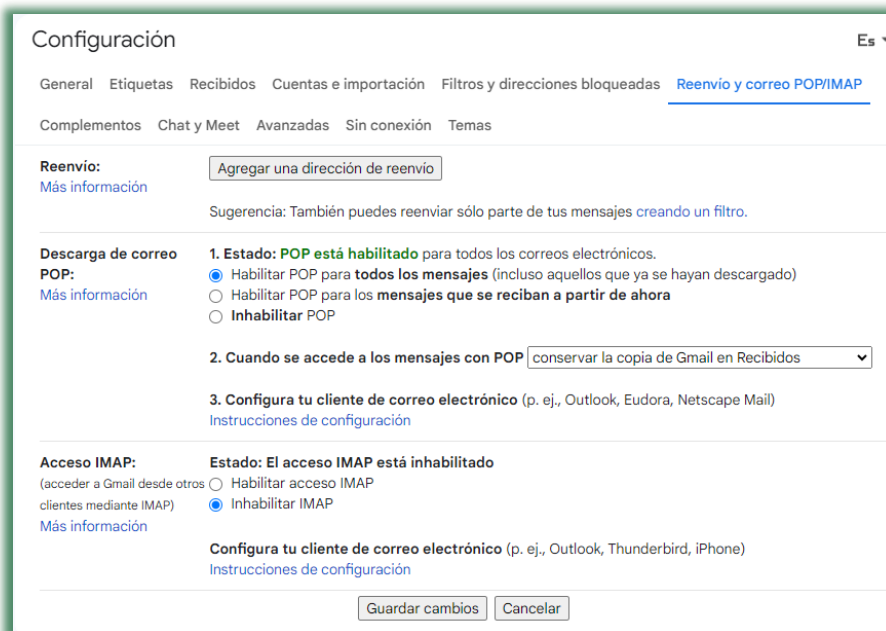 Configuración
Es
General Etiquetas Recibidos Cuentas e importación Filtros y direcciones bloqueadas Reenvío y correo POP/IMAP
Complementos Chat y Meet Avanzadas Sin conexión Temas
Reenvío:
Más información
Agregar una dirección de reenvío
Sugerencia: También puedes reenviar sólo parte de tus mensajes creando un filtro.
Descarga de correo
POP:
Más información
1. Estado: POP está habilitado para todos los correos electrónicos.
Habilitar POP para todos los mensajes (incluso aquellos que ya se hayan descargado)
Habilitar POP para los mensajes que se reciban a partir de ahora
Inhabilitar POP
2. Cuando se accede a los mensajes con POP conservar la copia de Gmail en Recibidos
3. Configura tu cliente de correo electrónico (p. ej., Outlook, Eudora, Netscape Mail)
Instrucciones de configuración
Acceso IMAP:
(acceder a Gmail desde otros
clientes mediante IMAP)
Más información
Estado: El acceso IMAP está inhabilitado
Habilitar acceso IMAP
Inhabilitar IMAP
Configura tu cliente de correo electrónico (p. ej., Outlook, Thunderbird, iPhone)
Instrucciones de configuración
Guardar cambios Cancelar